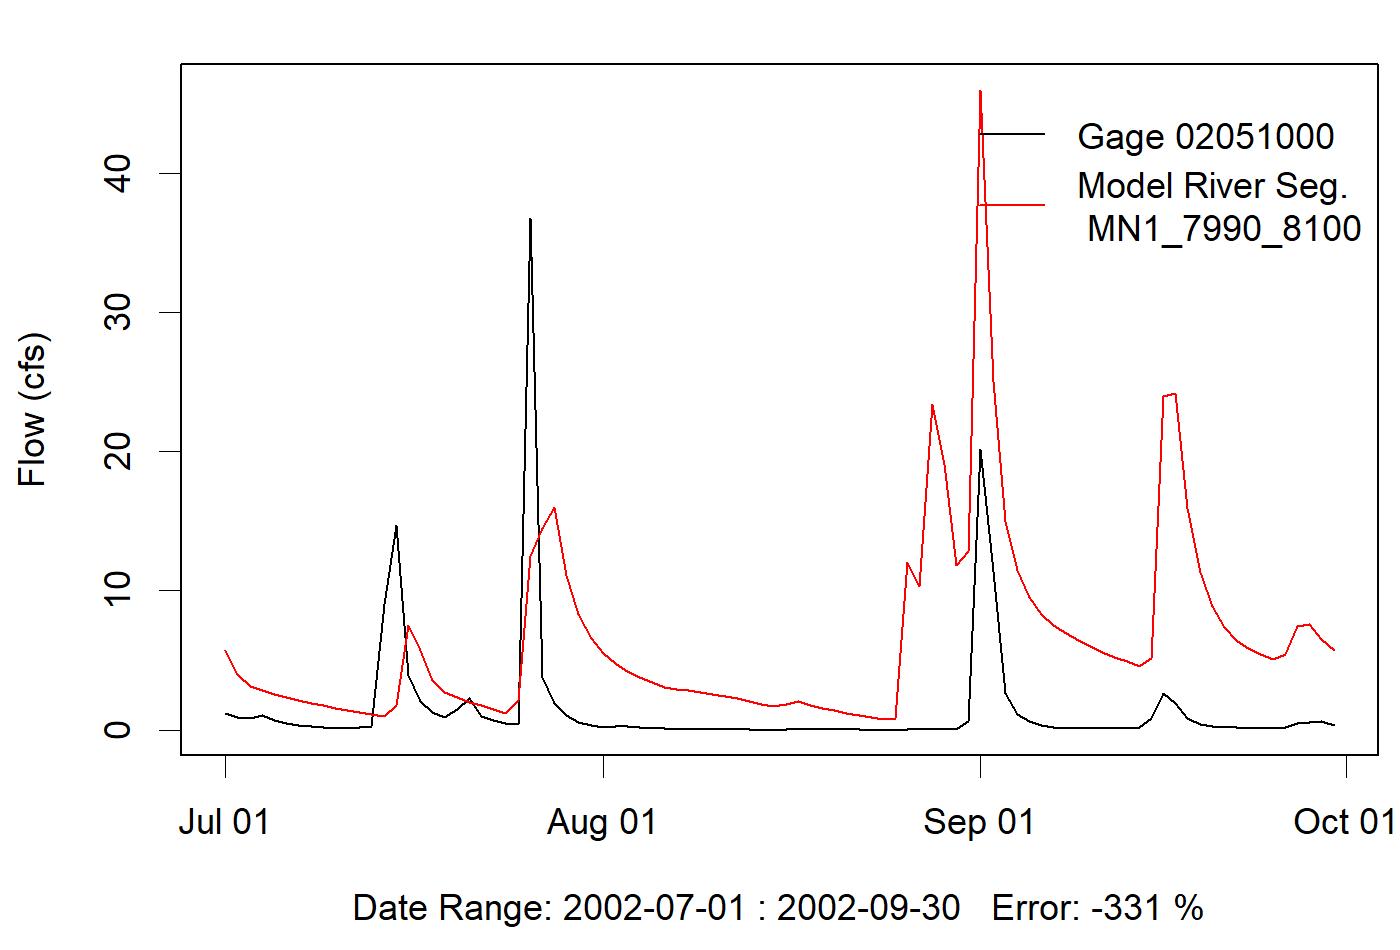 Flow (cfs)
40
30
20
10
0
Gage 02051000
Model River Seg.
MN1_7990_8100
Jul 01
Aug 01
Sep 01
Oct 01
Date Range: 2002-07-01 : 2002-09-30 Error: -331 %